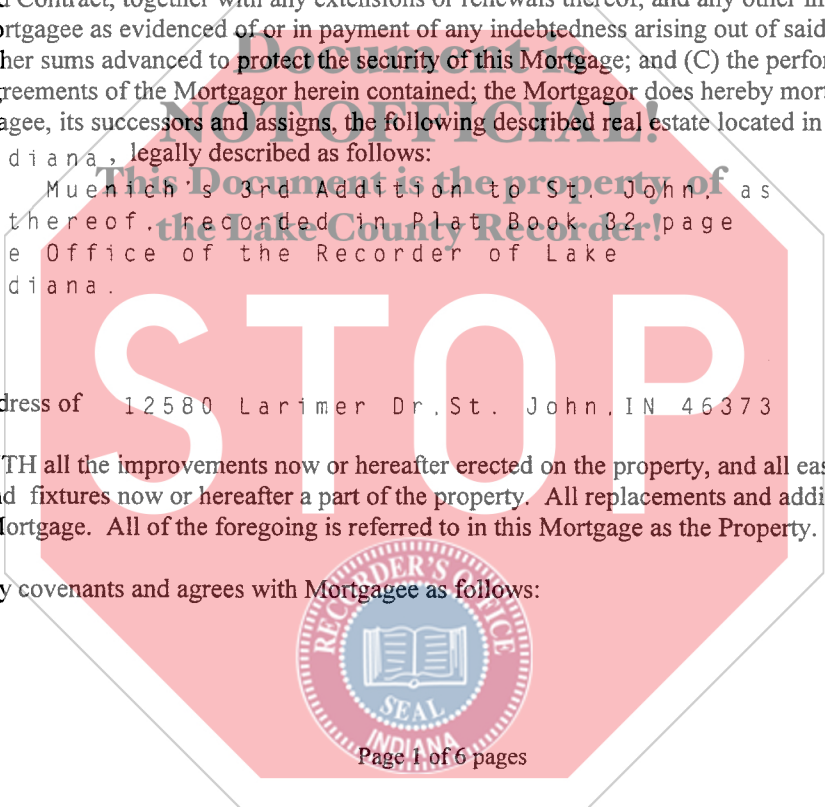 d Contract, together with any extensions or renewals thereof, and any other in
ortgagee as evidenced of or in payment of any indebtedness arising out of said
her sums advanced to protect the security of this Mortgage; and (C) the perfor
reements of the Mortgagor herein contained; the Mortgagor does hereby mort
agee, its successors and assigns, the following described real estate located in
diana, legally described as follows:
Muenich's 3rd Addition to St. John, as
thereof, recorded in Plat Book 32 page
e Office of the Recorder of Lake
diana.
Document is
NOT OFFICIAL!
This Document is the property of
the Lake County Recorder!
STOP
dress of 12580 Larimer Dr.St. John,IN 46373
TH all the improvements now or hereafter erected on the property, and all eas
d fixtures now or hereafter a part of the property. All replacements and addi
Mortgage. All of the foregoing is referred to in this Mortgage as the Property.
y covenants and agrees with Mortgagee as follows:
RECORDER'S OFFICE
SEAL
INDIANA
Page 1 of 6 pages